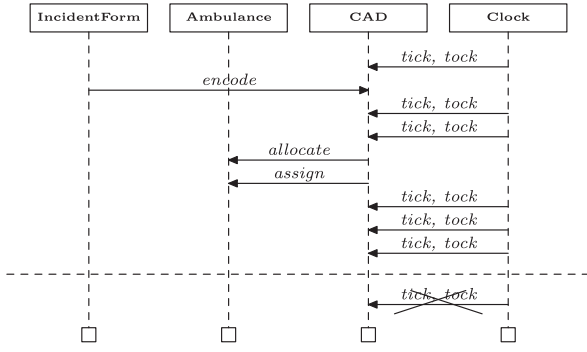 IncidentForm Ambulance CAD Clock
tick, tock
encode
tick, tock
tick, tock
allocate
assign
tick, tock
tick, tock
tick, tock
tick, tock